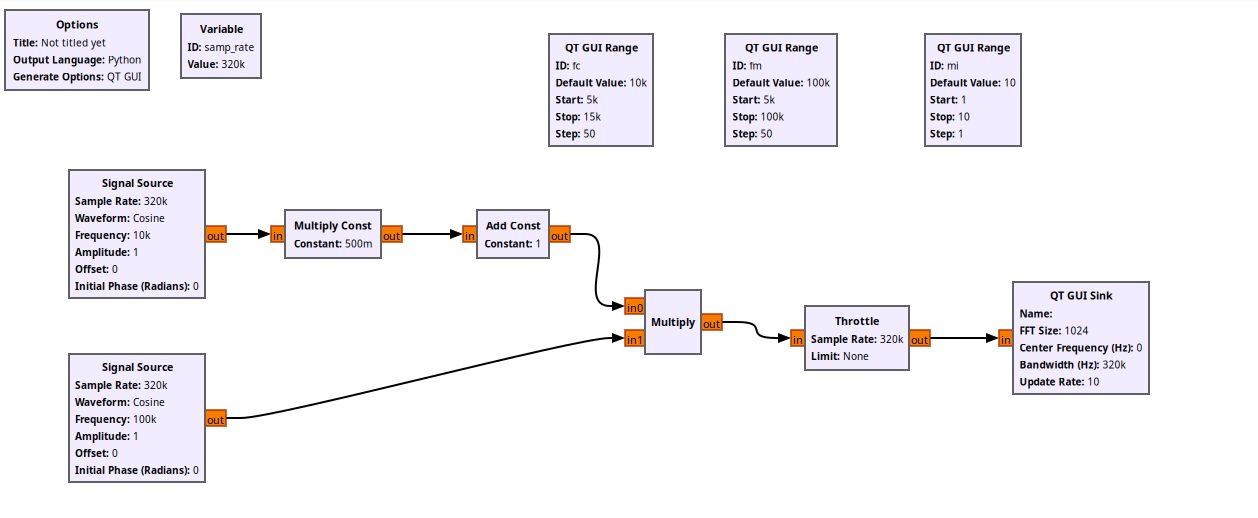 Options
Title: Not titled yet
Output Language: Python
Generate Options: QT GUI
Variable
ID: samp_rate
Value: 320k
QT GUI Range
ID: fc
Default Value: 10k
Start: 5k
Stop: 15k
Step: 50
QT GUI Range
ID: fm
Default Value: 100k
Start: 5k
Stop: 100k
Step: 50
QT GUI Range
ID: mi
Default Value: 10
Start: 1
Stop: 10
Step: 1
Signal Source
Sample Rate: 320k
Waveform: Cosine
Frequency: 10k
Amplitude: 1
Offset: 0
Initial Phase (Radians): 0
out
in
Multiply Const
Constant: 500m
out
in
Add Const
Constant: 1
out
Signal Source
Sample Rate: 320k
Waveform: Cosine
Frequency: 100k
Amplitude: 1
Offset: 0
Initial Phase (Radians): 0
out
in0
in1
Multiply
out
in
Throttle
Sample Rate: 320k
Limit: None
out
in
QT GUI Sink
Name:
FFT Size: 1024
Center Frequency (Hz): 0
Bandwidth (Hz): 320k
Update Rate: 10